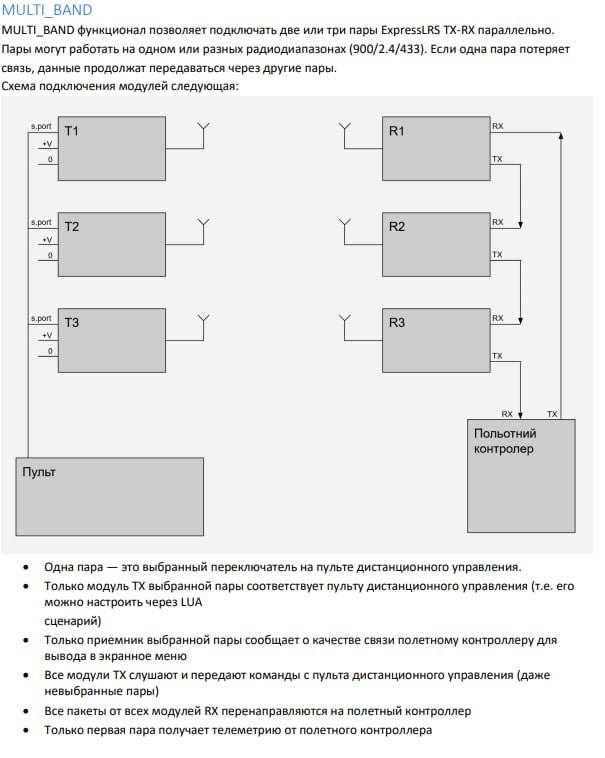 MULTI_BAND
MULTI_BAND функционал позволяет подключать две или три пары ExpressLRS TX-RX параллельно.
Пары могут работать на одном или разных радиодиапазонах (900/2.4/433). Если одна пара потеряет
связь, данные продолжат передаваться через другие пары.
Схема подключения модулей следующая:
s.port
T1
+V
0
R1
RX
TX
s.port
T2
+V
0
R2
RX
TX
s.port
T3
+V
0
R3
RX
TX
RX
TX
Пульт
Польотний
контролер
• Одна пара — это выбранный переключатель на пульте дистанционного управления.
• Только модуль TX выбранной пары соответствует пульту дистанционного управления (т.е. его
можно настроить через LUA
сценарий)
• Только приемник выбранной пары сообщает о качестве связи полетному контроллеру для
вывода в экранное меню
• Все модули TX слушают и передают команды с пульта дистанционного управления (даже
невыбранные пары)
• Все пакеты от всех модулей RX перенаправляются на полетный контроллер
• Только первая пара получает телеметрию от полетного контроллера